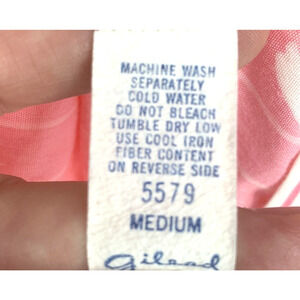 MACHINE WASH
SEPARATELY
COLD WATER
DO NOT BLEACH
TUMBLE DRY LOW
USE COOL IRON
FIBER CONTENT
ON REVERSE SIDE
5579
MEDIUM
Gilead